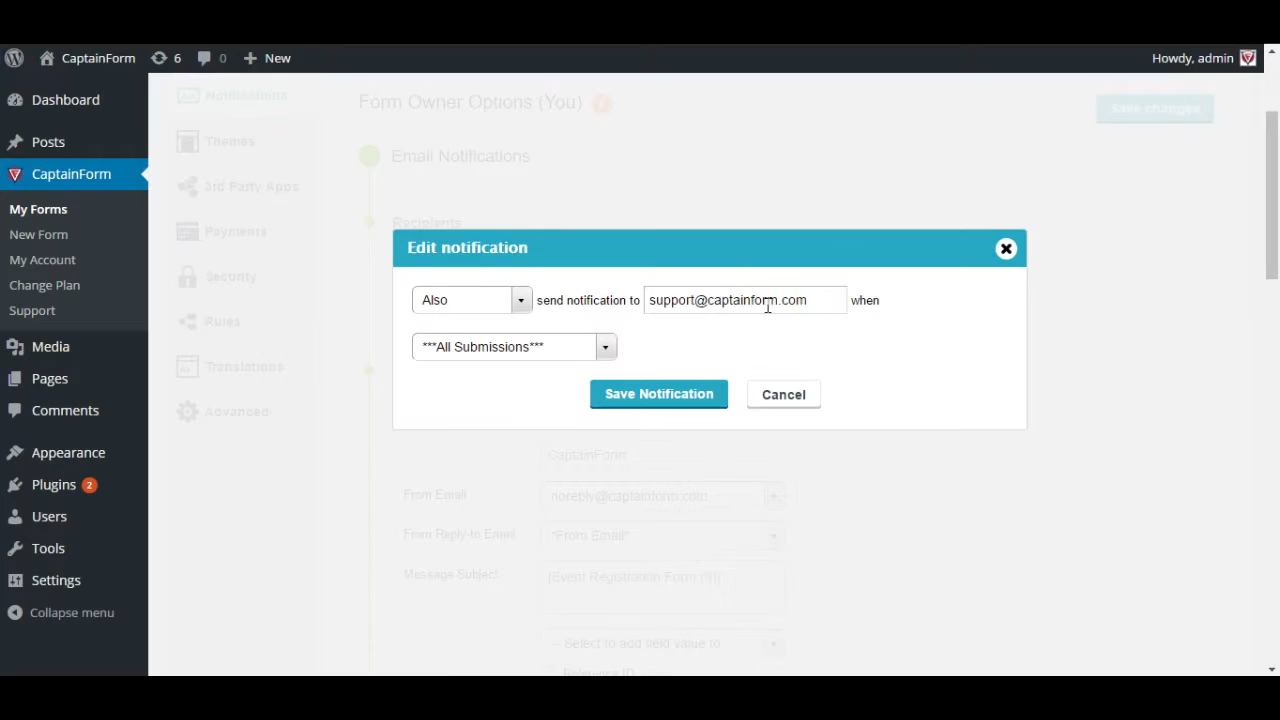 CaptainForm 6 0 New Howdy, admin
Dashboard
Posts
CaptainForm
My Forms
New Form
My Account
Change Plan
Support
Media
Pages
Comments
Appearance
Plugins 2
Users
Tools
Settings
Collapse menu
Notifications
Themes
3rd Party Apps
Payments
Security
Rules
Translations
Advanced
Form Owner Options (You)
Save changes
Email Notifications
Recipients
Edit notification
Also send notification to support@captainform.com when
***All Submissions***
Save Notification Cancel
CaptainForm
From Email noreply@captainform.com
From Reply-to Email *From Email*
Message Subject
-- Select to add field value to